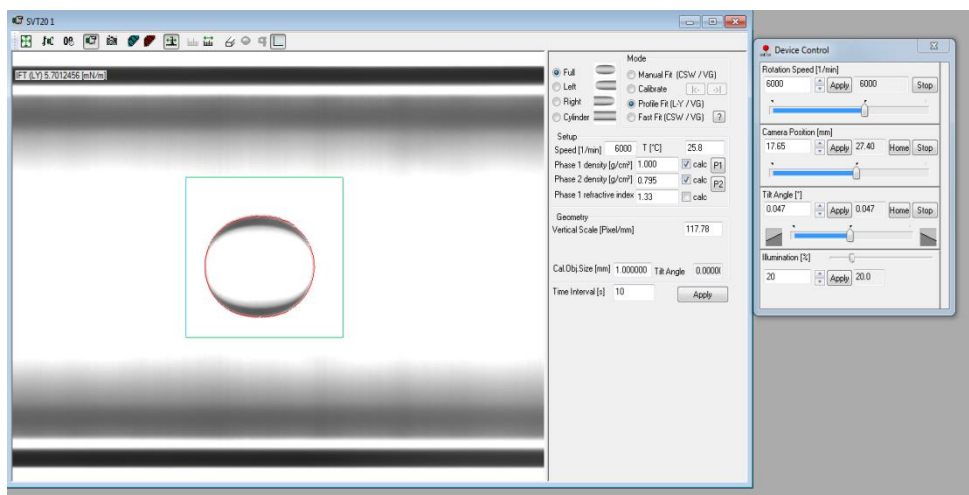 SVT20 1
IFT (LY) 5.7012456 [mN/m]
Mode
Full
Left
Right
Cylinder
Manual Fit (CSW / VG)
Calibrate
Profile Fit (L-Y / VG)
Fast Fit (CSW / VG) ?
Setup
Speed [1/min] 6000 T [°C] 25.8
Phase 1 density [g/cm³] 1.000 calc P1
Phase 2 density [g/cm³] 0.795 calc P2
Phase 1 refractive index 1.33 calc
Geometry
Vertical Scale [Pixel/mm] 117.78
Cal.Obj.Size [mm] 1.000000 Tilt Angle 0.0000
Time Interval [s] 10 Apply
Device Control
Rotation Speed [1/min]
6000 Apply 6000 Stop
Camera Position [mm]
17.65 Apply 27.40 Home Stop
Tilt Angle [°]
0.047 Apply 0.047 Home Stop
Illumination [%]
20 Apply 20.0